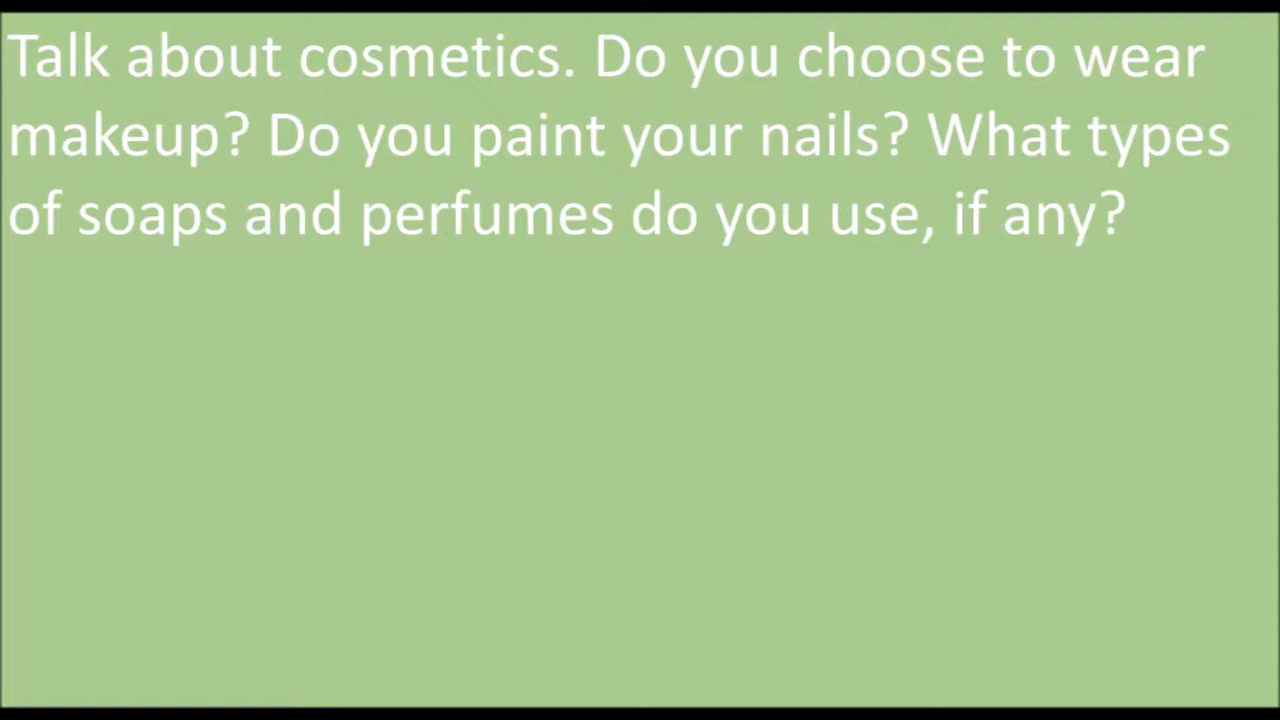 Talk about cosmetics. Do you choose to wear
makeup? Do you paint your nails? What types
of soaps and perfumes do you use, if any?